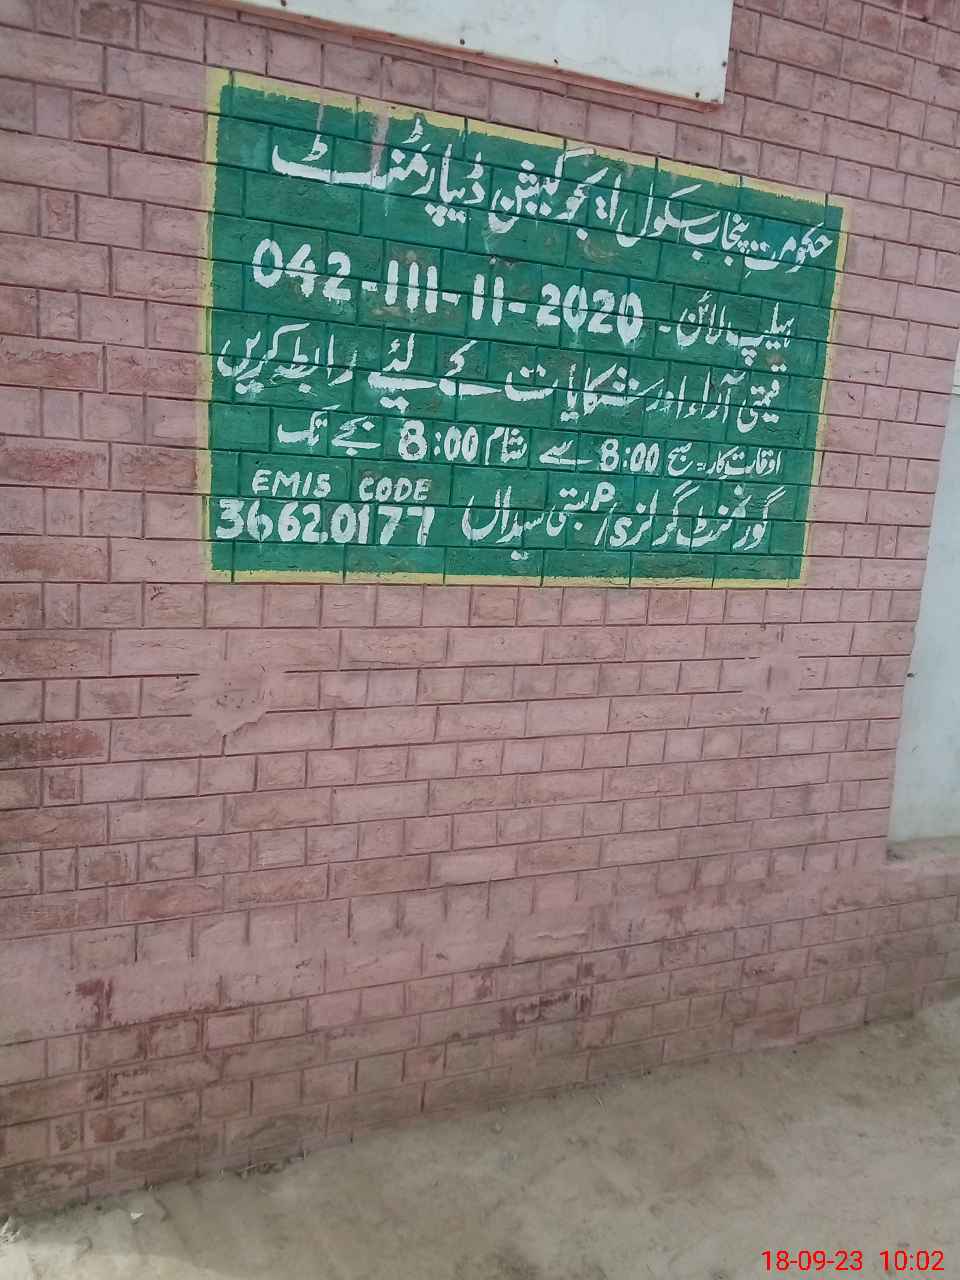 حکومتِ پنجاب سکول ایجوکیشن ڈیپارٹمنٹ
ہیلپ لائن - 042-111-11-2020
قیمتی آراء اور شکایات کے لئے رابطہ کریں
اوقات کار = صبح 8:00 سے شام 8:00 بجے تک
گورنمنٹ گرلز ی/م بستی سیداں
EMIS CODE
36620177
18-09-23 10:02